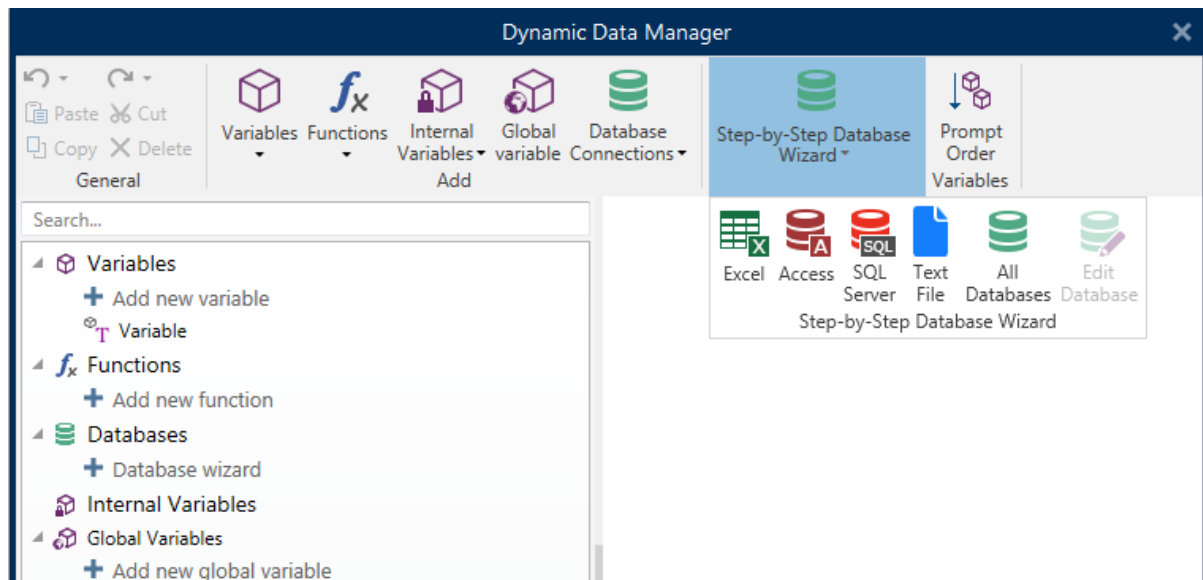 Dynamic Data Manager
Paste Cut
Copy Delete
General
Variables Functions Internal Variables Global variable Database Connections
Add
Step-by-Step Database Wizard
Prompt Order
Variables
Search...
Variables
Add new variable
Variable
Functions
Add new function
Databases
Database wizard
Internal Variables
Global Variables
Add new global variable
X
Excel
A
Access
SQL
SQL Server
Text File
All Databases
Edit Database
Step-by-Step Database Wizard